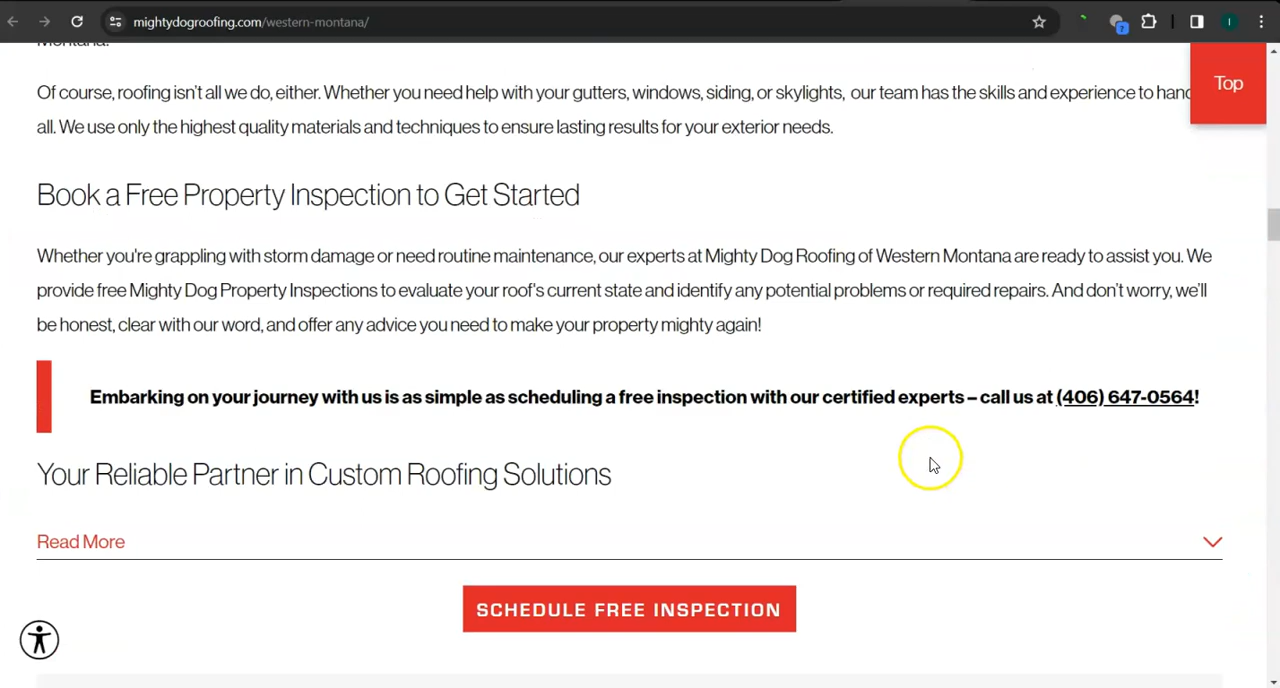 mightydogroofing.com/western-montana/
Montana.
Top
Of course, roofing isn't all we do, either. Whether you need help with your gutters, windows, siding, or skylights, our team has the skills and experience to
all. We use only the highest quality materials and techniques to ensure lasting results for your exterior needs.
Book a Free Property Inspection to Get Started
Whether you're grappling with storm damage or need routine maintenance, our experts at Mighty Dog Roofing of Western Montana are ready to assist you. We
provide free Mighty Dog Property Inspections to evaluate your roof's current state and identify any potential problems or required repairs. And don't worry, we'll
be honest, clear with our word, and offer any advice you need to make your property mighty again!
Embarking on your journey with us is as simple as scheduling a free inspection with our certified experts – call us at (406) 647-0564!
Your Reliable Partner in Custom Roofing Solutions
Read More
SCHEDULE FREE INSPECTION